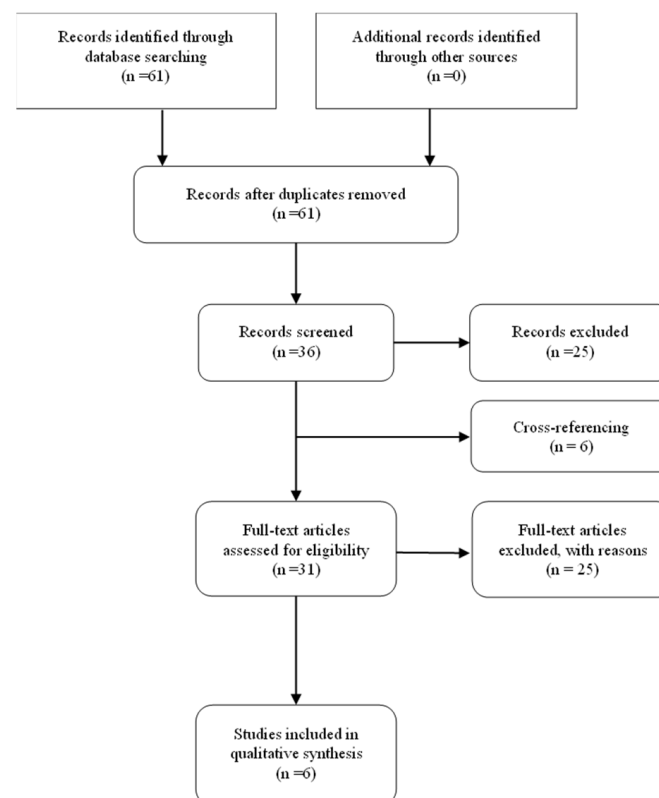 Records identified through
database searching
(n =61)
Additional records identified
through other sources
(n =0)
Records after duplicates removed
(n =61)
Records screened
(n =36)
Records excluded
(n =25)
Cross-referencing
(n = 6)
Full-text articles
assessed for eligibility
(n =31)
Full-text articles
excluded, with reasons
(n = 25)
Studies included in
qualitative synthesis
(n =6)